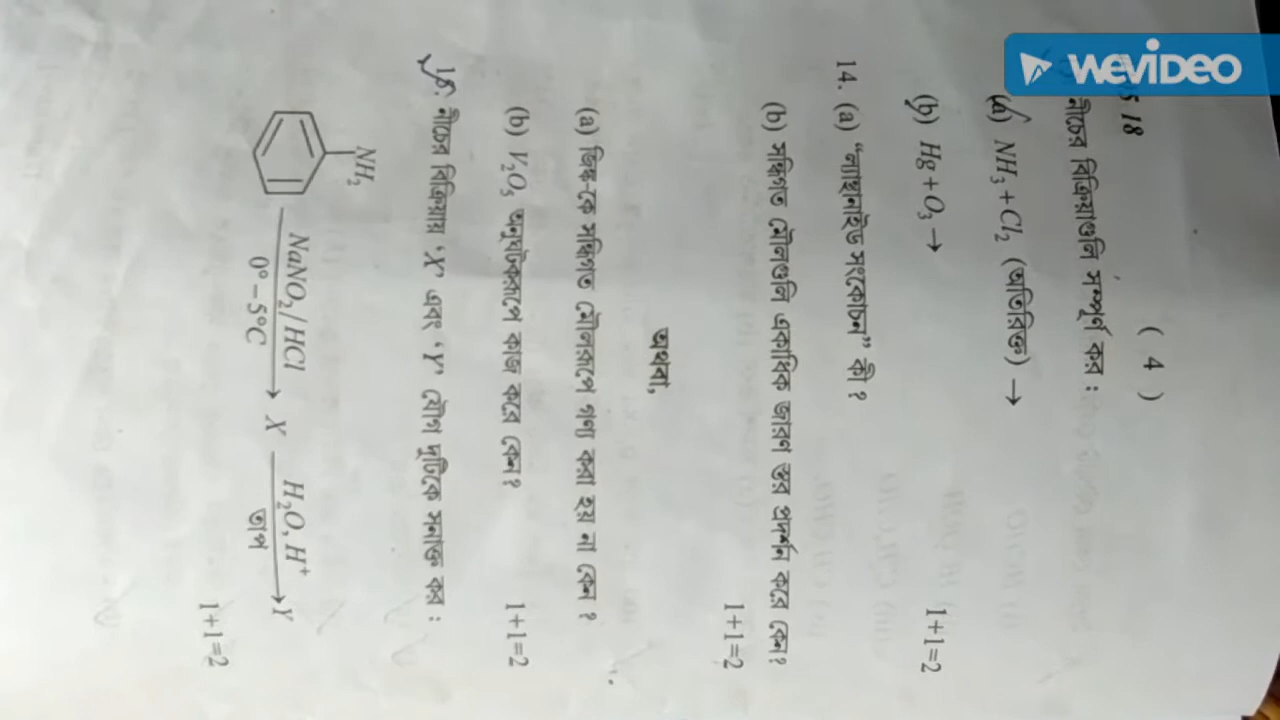 WEVIDEO
( 4 )
18
নীচের বিক্রিয়াগুলি সম্পূর্ণ কর :
(a) NH₃ + Cl₂ (অতিরিক্ত) →
(b) Hg + O₃ →
1+1=2
14. (a) “ল্যান্থানাইড সংকোচন” কী ?
(b) সন্ধিগত মৌলগুলি একাধিক জারণ স্তর প্রদর্শন করে কেন?
1+1=2
অথবা,
(a) জিঙ্ক-কে সন্ধিগত মৌলরূপে গণ্য করা হয় না কেন ?
(b) V₂O₅ অনুঘটকরূপে কাজ করে কেন?
1+1=2
নীচের বিক্রিয়ায় ‘X’ এবং ‘Y’ যৌগ দুটিকে সনাক্ত কর :
NH₂
NaNO₂/HCl
0°–5°C
→ X
H₂O, H⁺
তাপ
→ Y
1+1=2